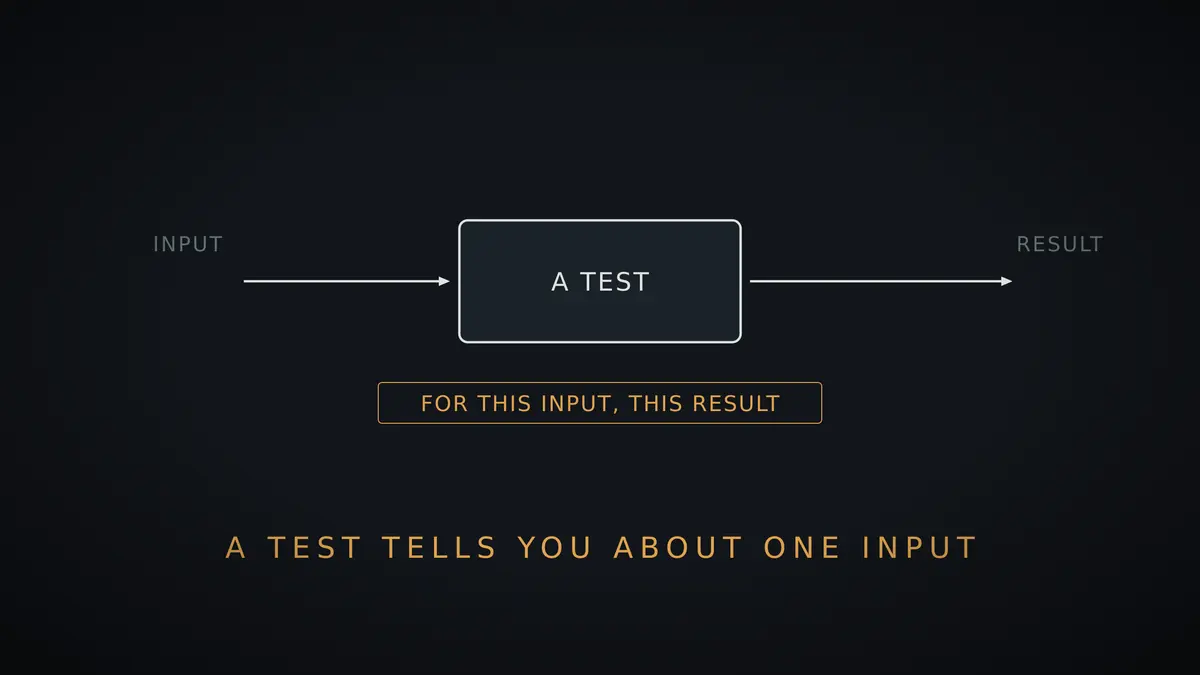 INPUT
RESULT
A TEST
FOR THIS INPUT, THIS RESULT
A TEST TELLS YOU ABOUT ONE INPUT